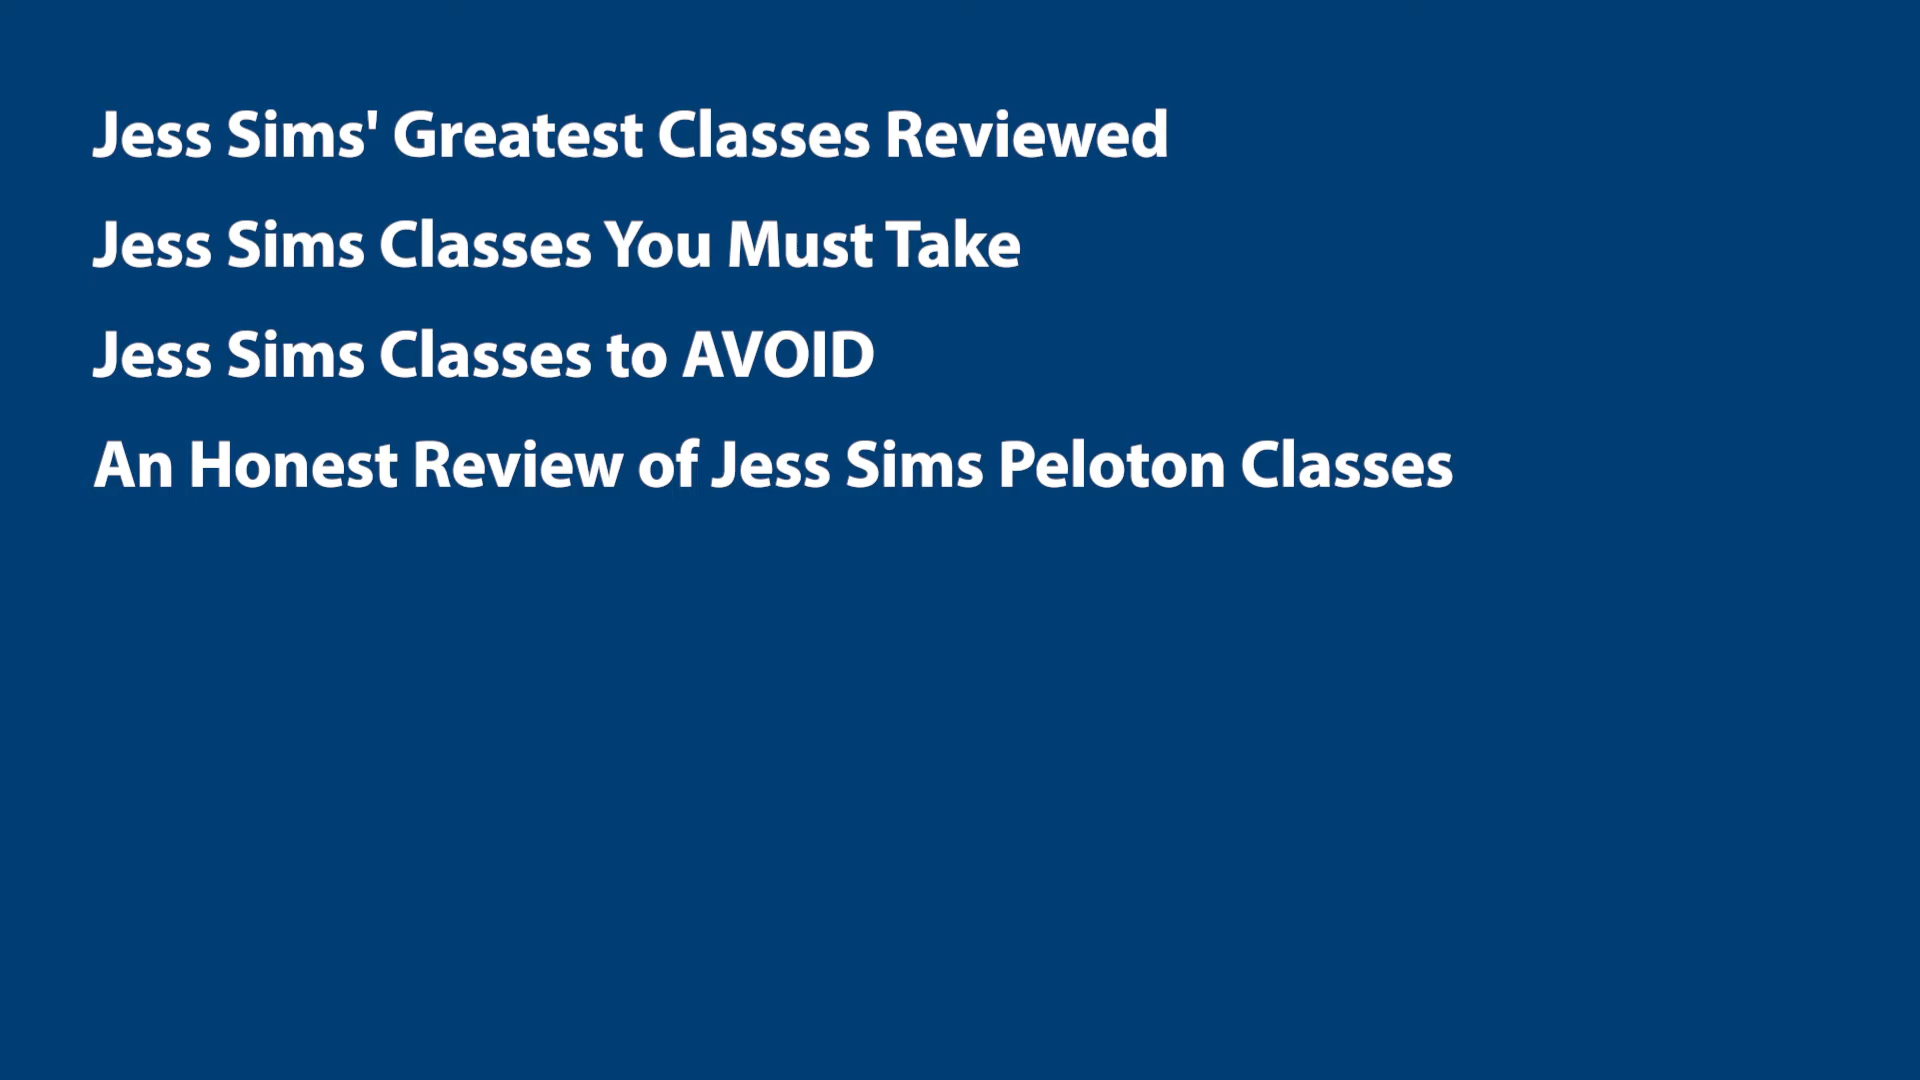 Jess Sims' Greatest Classes Reviewed
Jess Sims Classes You Must Take
Jess Sims Classes to AVOID
An Honest Review of Jess Sims Peloton Classes